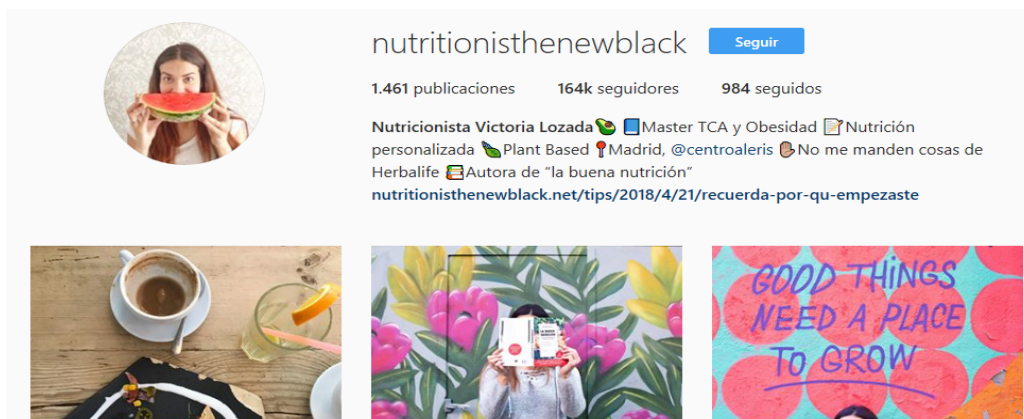 nutritionisthenewblack Seguir
1.461 publicaciones 164k seguidores 984 seguidos
Nutricionista Victoria Lozada🥑 📘Master TCA y Obesidad 📝Nutrición
personalizada 🍃Plant Based 📍Madrid, @centroaleris ✋🏽No me manden cosas de
Herbalife 📚Autora de “la buena nutrición”
nutritionisthenewblack.net/tips/2018/4/21/recuerda-por-qu-empezaste
GOOD THINGS
NEED A PLACE
TO GROW